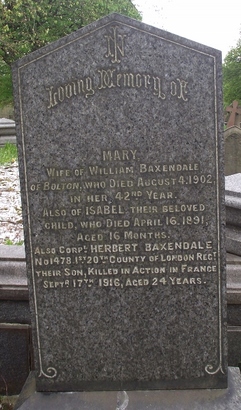 IN
Loving Memory of
MARY
WIFE OF WILLIAM BAXENDALE
OF BOLTON, WHO DIED AUGUST 4, 1902,
IN HER 42ND YEAR.
ALSO OF ISABEL, THEIR BELOVED
CHILD, WHO DIED APRIL 16, 1891,
AGED 16 MONTHS.
ALSO CORPL HERBERT BAXENDALE
No 1478 1ST 20TH COUNTY OF LONDON REGT
THEIR SON, KILLED IN ACTION IN FRANCE
SEPTR 17TH 1916, AGED 24 YEARS.